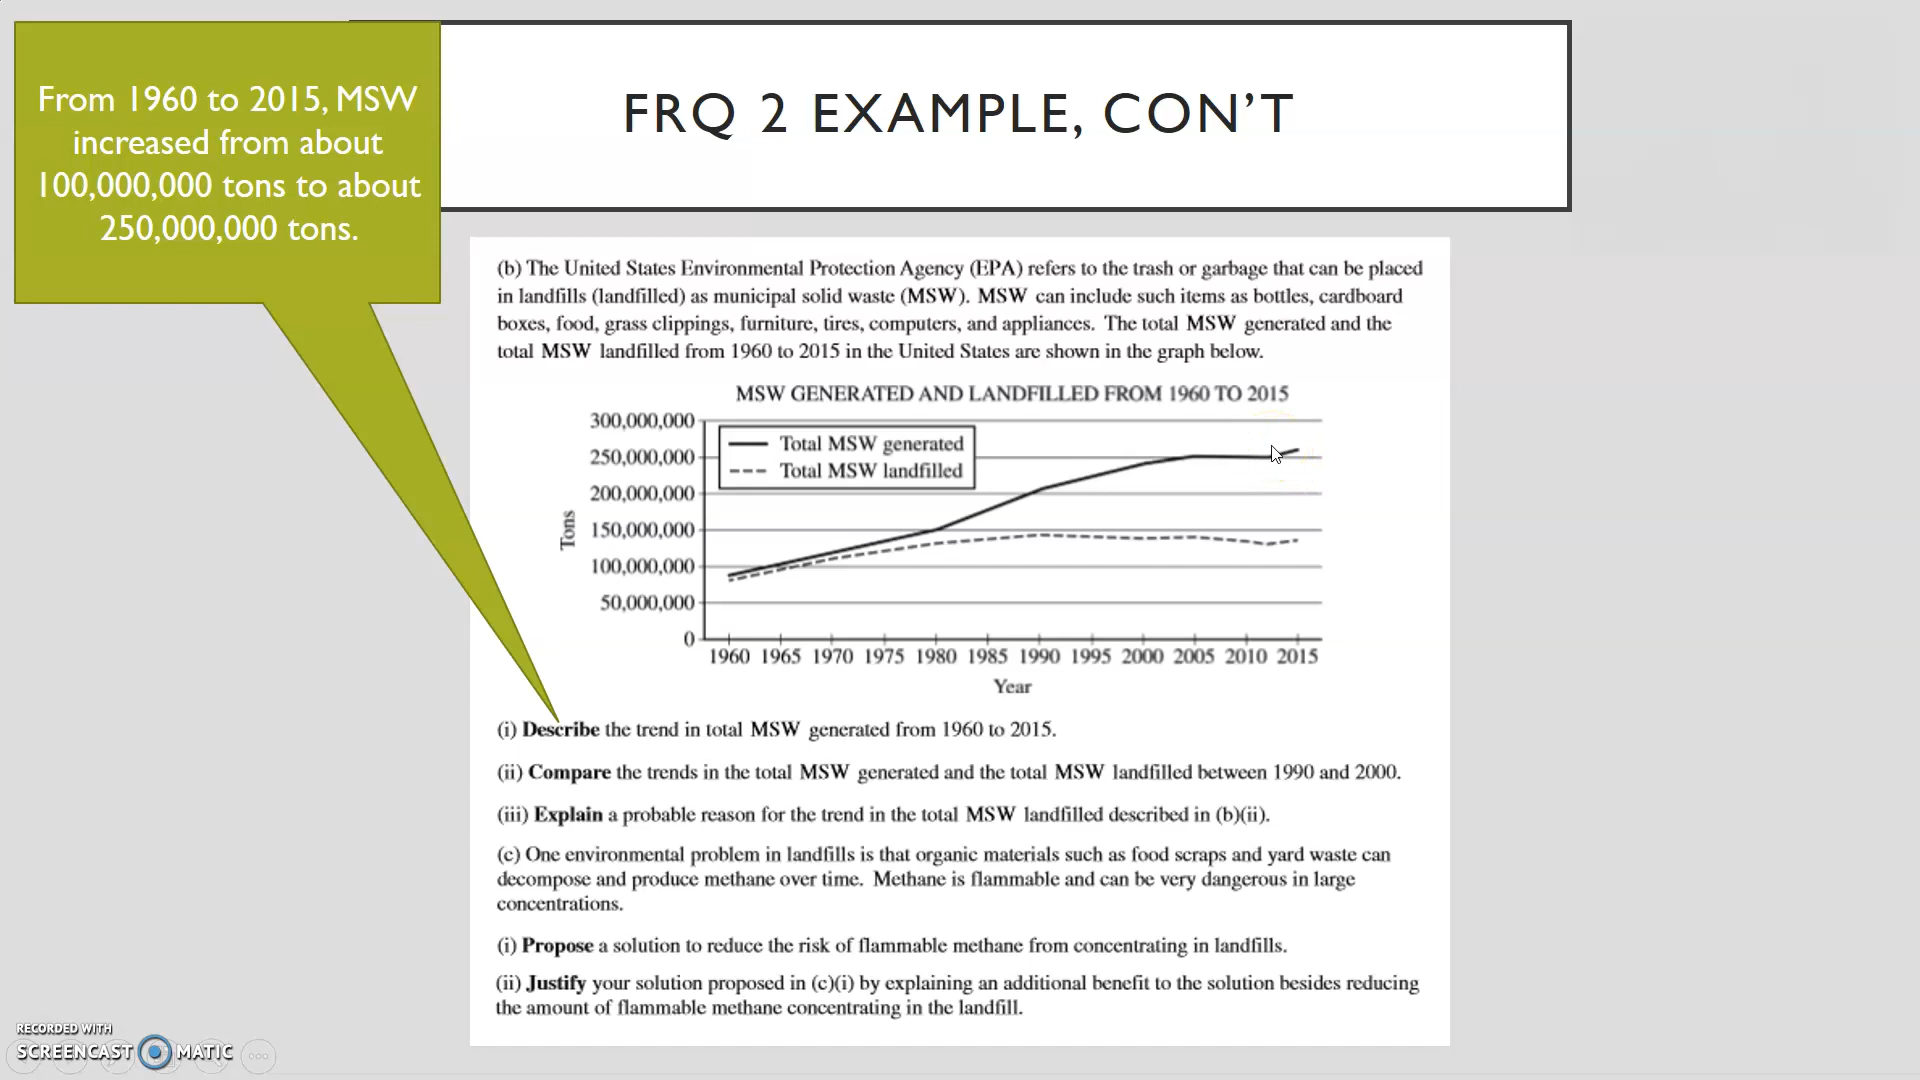 From 1960 to 2015, MSW
increased from about
100,000,000 tons to about
250,000,000 tons.
FRQ 2 EXAMPLE, CON'T
(b) The United States Environmental Protection Agency (EPA) refers to the trash or garbage that can be placed
in landfills (landfilled) as municipal solid waste (MSW). MSW can include such items as bottles, cardboard
boxes, food, grass clippings, furniture, tires, computers, and appliances. The total MSW generated and the
total MSW landfilled from 1960 to 2015 in the United States are shown in the graph below.
MSW GENERATED AND LANDFILLED FROM 1960 TO 2015
300,000,000
250,000,000
200,000,000
150,000,000
100,000,000
50,000,000
0
Tons
Total MSW generated
Total MSW landfilled
1960 1965 1970 1975 1980 1985 1990 1995 2000 2005 2010 2015
Year
(i) Describe the trend in total MSW generated from 1960 to 2015.
(ii) Compare the trends in the total MSW generated and the total MSW landfilled between 1990 and 2000.
(iii) Explain a probable reason for the trend in the total MSW landfilled described in (b)(ii).
(c) One environmental problem in landfills is that organic materials such as food scraps and yard waste can
decompose and produce methane over time. Methane is flammable and can be very dangerous in large
concentrations.
(i) Propose a solution to reduce the risk of flammable methane from concentrating in landfills.
(ii) Justify your solution proposed in (c)(i) by explaining an additional benefit to the solution besides reducing
the amount of flammable methane concentrating in the landfill.
RECORDED WITH
SCREENCAST MATIC